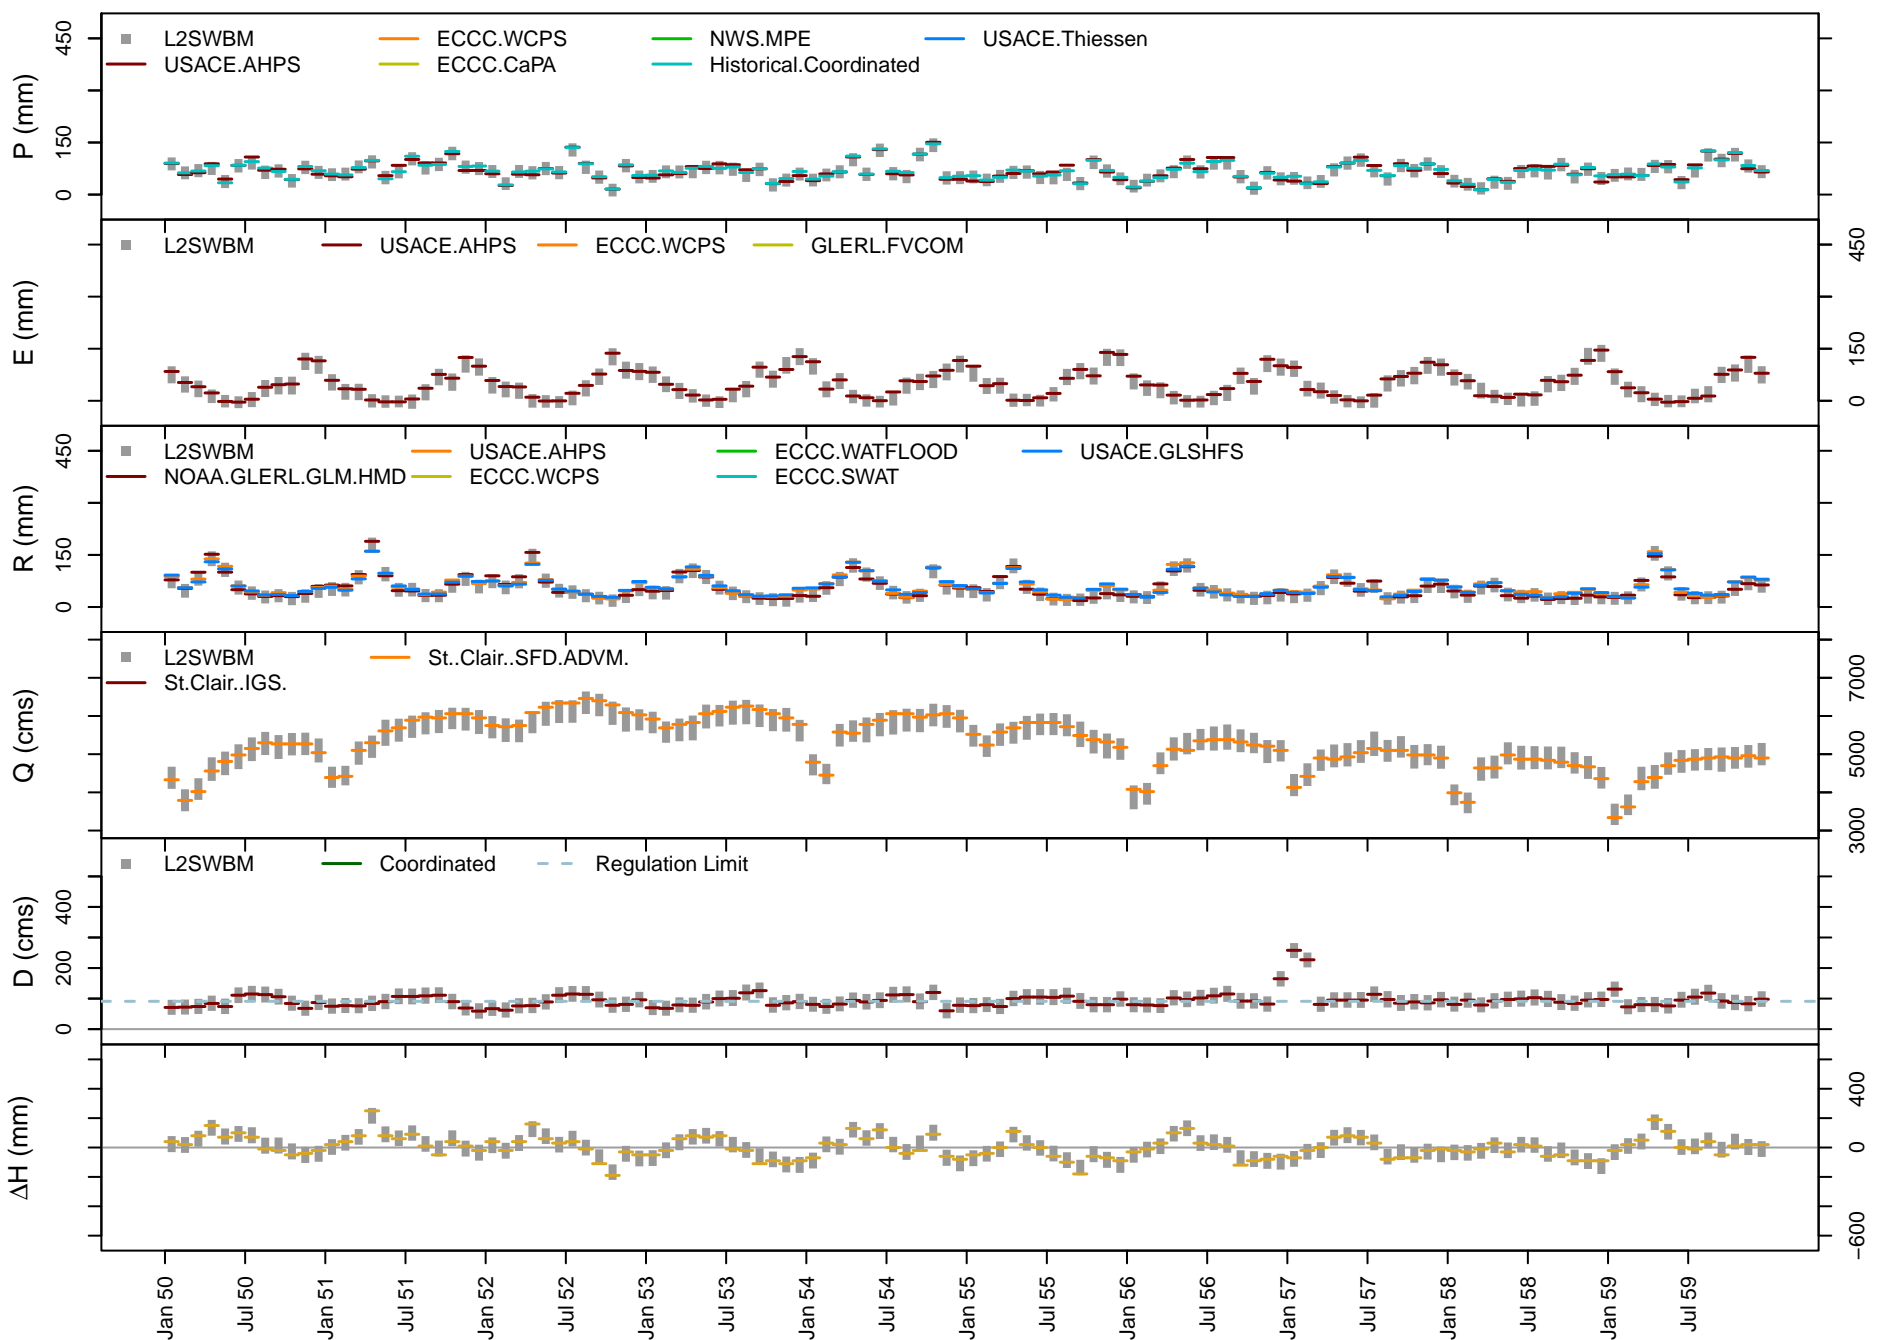 P (mm)
450
150
0
L2SWBM
ECCC.WCPS
NWS.MPE
USACE.Thiessen
USACE.AHPS
ECCC.CaPA
Historical.Coordinated
E (mm)
L2SWBM
USACE.AHPS
ECCC.WCPS
GLERL.FVCOM
450
150
0
R (mm)
450
150
0
L2SWBM
USACE.AHPS
ECCC.WATFLOOD
USACE.GLSHFS
NOAA.GLERL.GLM.HMD
ECCC.WCPS
ECCC.SWAT
Q (cms)
L2SWBM
St..Clair..SFD.ADVM.
St.Clair..IGS.
7000
5000
3000
D (cms)
400
200
0
L2SWBM
Coordinated
Regulation Limit
ΔH (mm)
400
0
−600
Jan 50
Jul 50
Jan 51
Jul 51
Jan 52
Jul 52
Jan 53
Jul 53
Jan 54
Jul 54
Jan 55
Jul 55
Jan 56
Jul 56
Jan 57
Jul 57
Jan 58
Jul 58
Jan 59
Jul 59